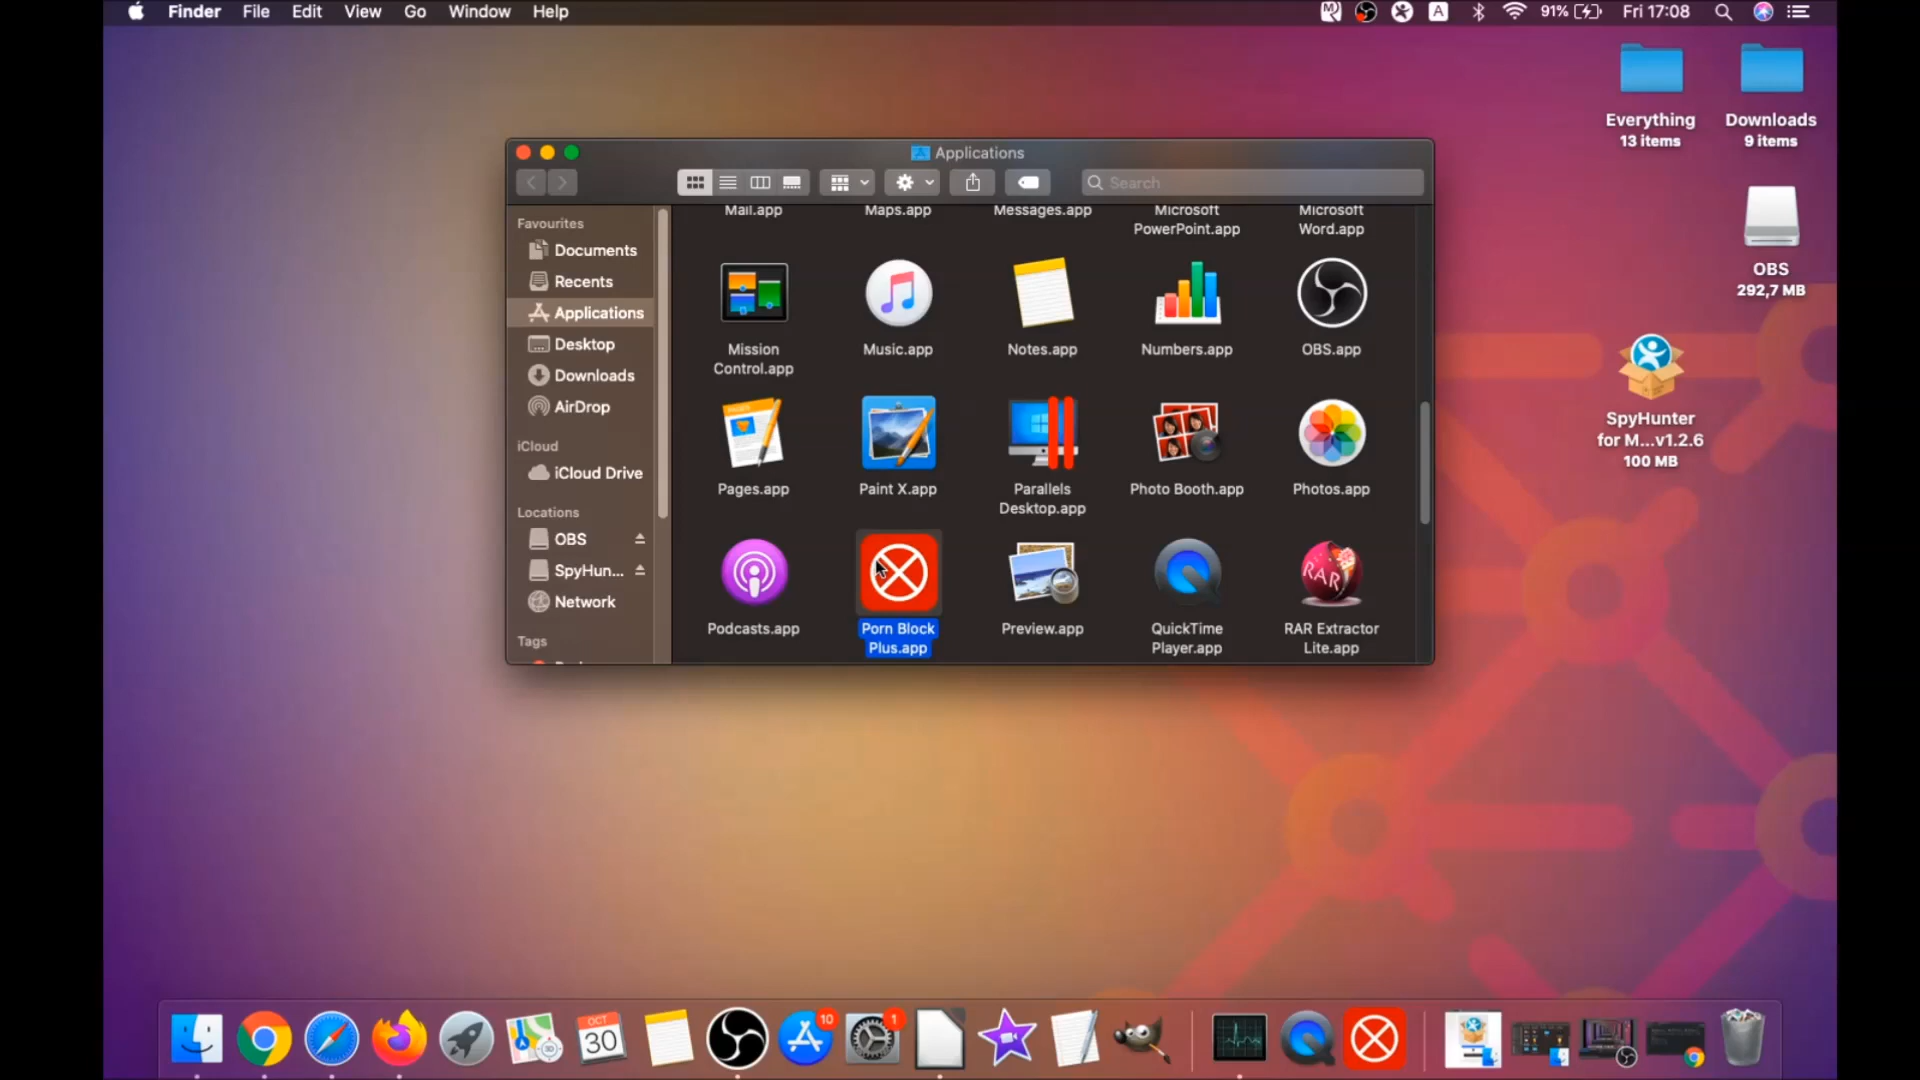 Finder File Edit View Go Window Help
A 91% Fri 17:08
Everything
13 items
Downloads
9 items
OBS
292,7 MB
SpyHunter
for M...v1.2.6
100 MB
Applications
Search
Favourites
Documents
Recents
Applications
Desktop
Downloads
AirDrop
iCloud
iCloud Drive
Locations
OBS
SpyHun...
Network
Tags
Mail.app
Maps.app
Messages.app
Microsoft
PowerPoint.app
Microsoft
Word.app
Mission
Control.app
Music.app
Notes.app
Numbers.app
OBS.app
PAGES
Pages.app
Paint X.app
Parallels
Desktop.app
Photo Booth.app
Photos.app
Podcasts.app
Porn Block
Plus.app
Preview.app
QuickTime
Player.app
RAR
RAR Extractor
Lite.app
OCT
30
3D
10
1